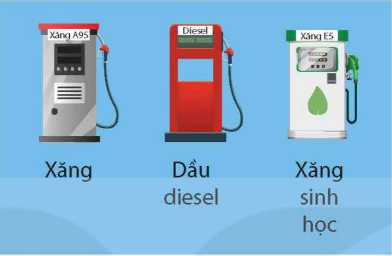 Xăng A95
Diesel
Xăng E5
Xăng
Dầu
diesel
Xăng
sinh
học